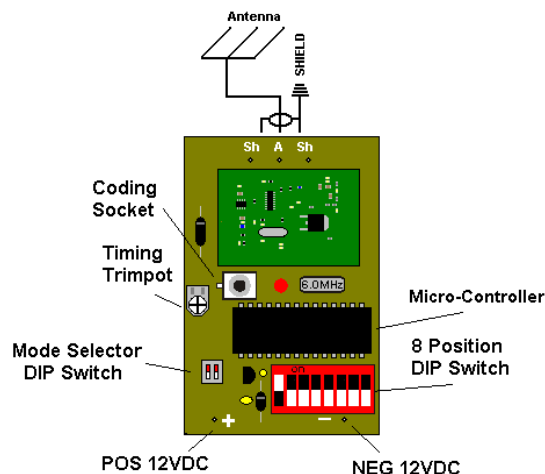 Antenna
SHIELD
Sh A Sh
Coding
Socket
Timing
Trimpot
6.0MHz
Micro-Controller
Mode Selector
DIP Switch
8 Position
DIP Switch
on
+ −
POS 12VDC
NEG 12VDC